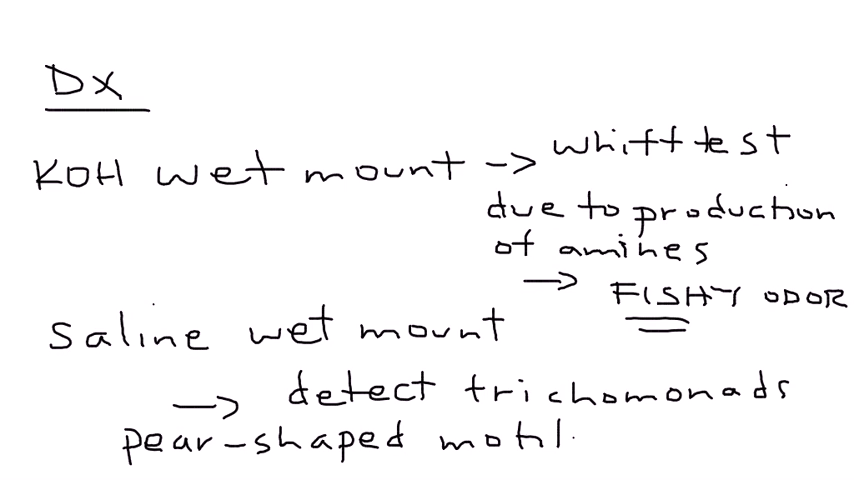 Dx
KOH wet mount -> whiff test
due to production
of amines
-> FISHY ODOR
saline wet mount
-> detect trichomonads
pear-shaped motil